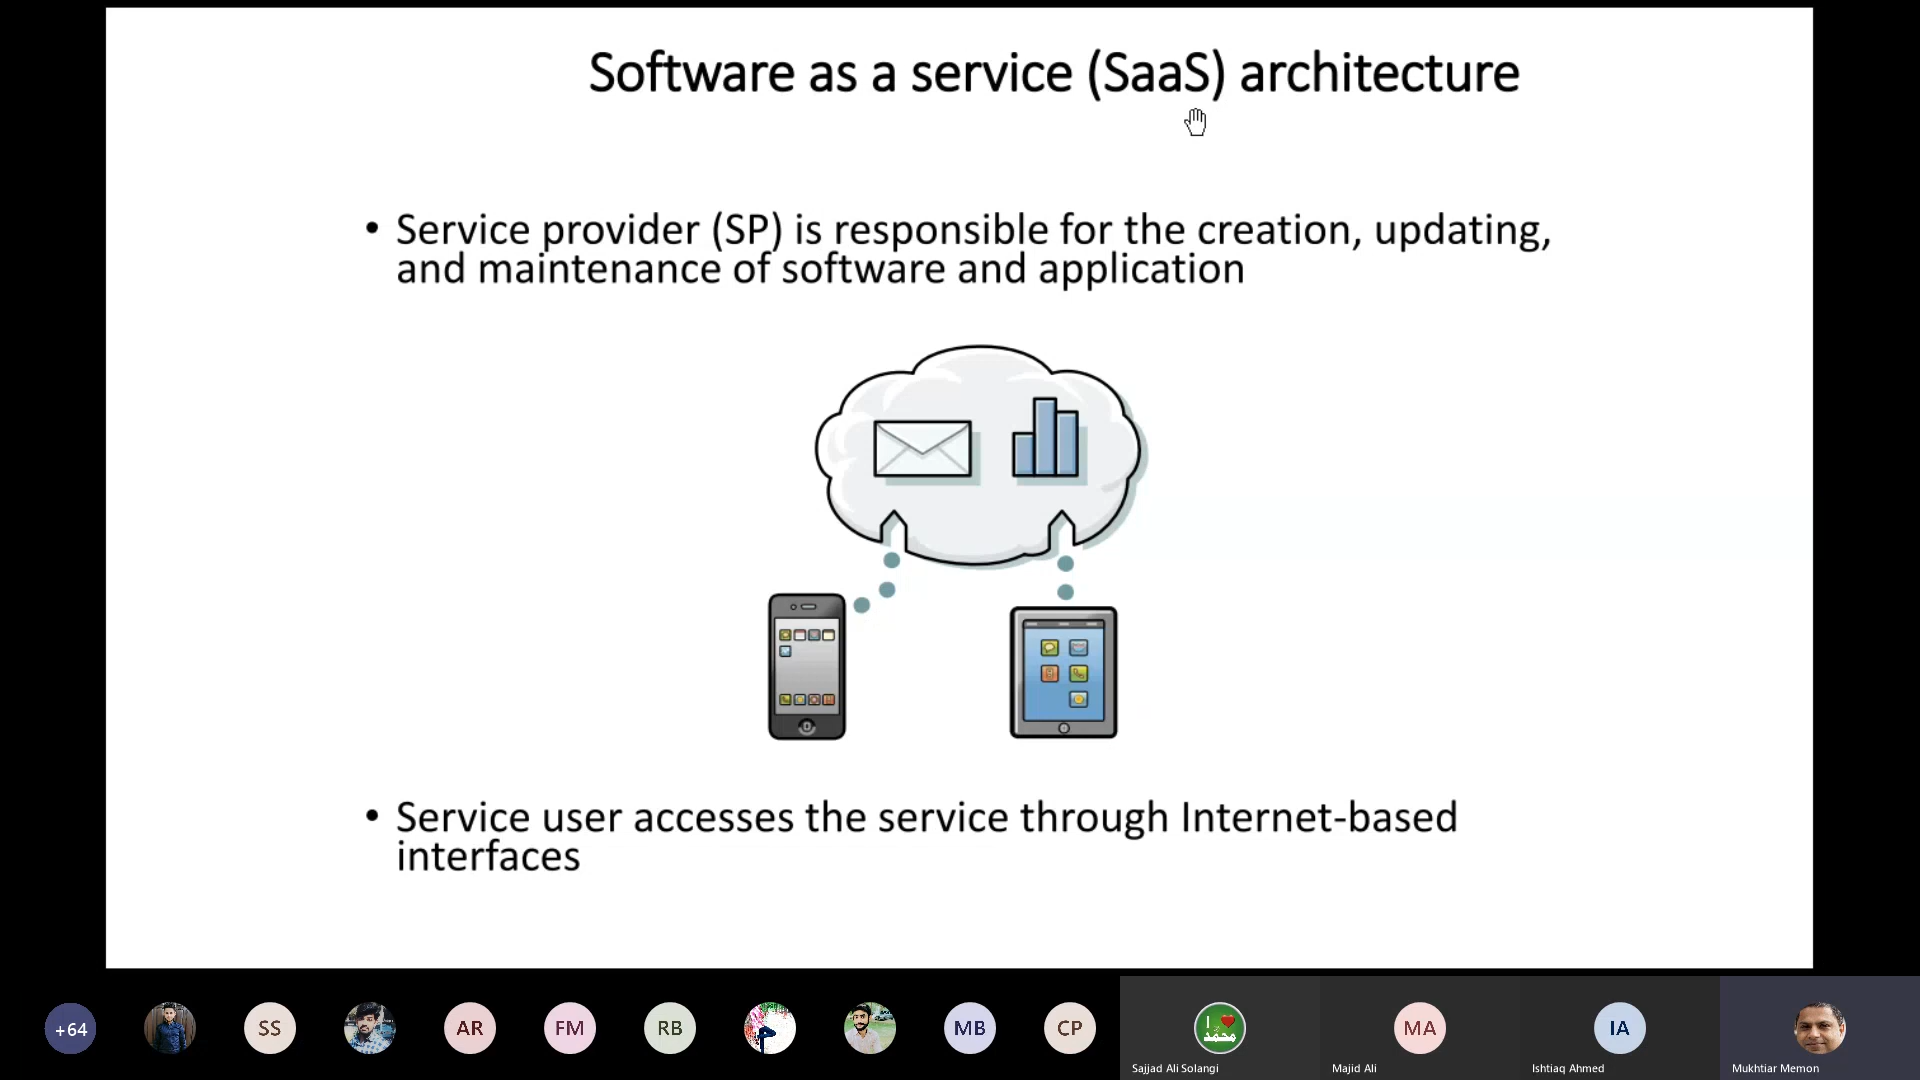 Software as a service (SaaS) architecture
• Service provider (SP) is responsible for the creation, updating,
and maintenance of software and application
• Service user accesses the service through Internet-based
interfaces
+64
SS
AR
FM
RB
MB
CP
I
محمد
Sajjad Ali Solangi
MA
Majid Ali
IA
Ishtiaq Ahmed
Mukhtiar Memon